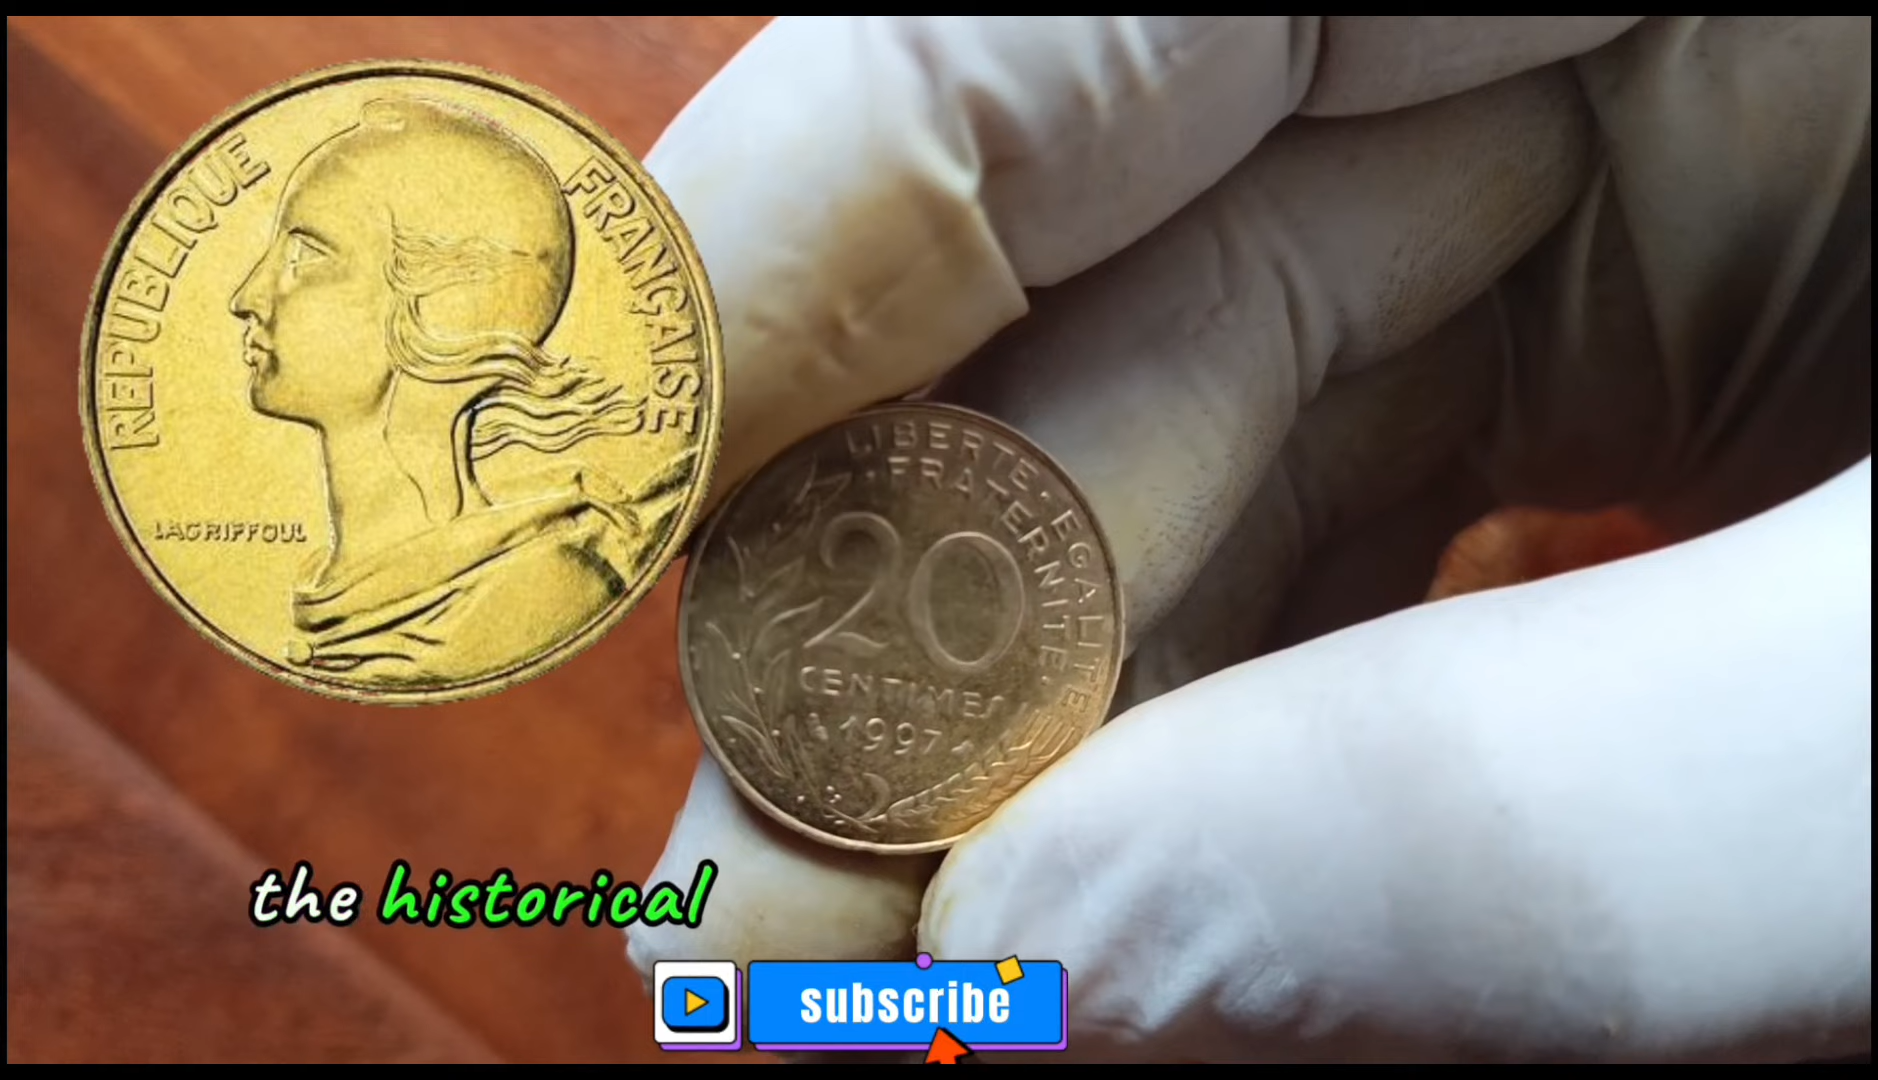 REPUBLIQUE FRANÇAISE
LAGRIFFOUL
LIBERTE · EGALITE
· FRATERNITE ·
20
CENTIMES
1997
the historical
subscribe